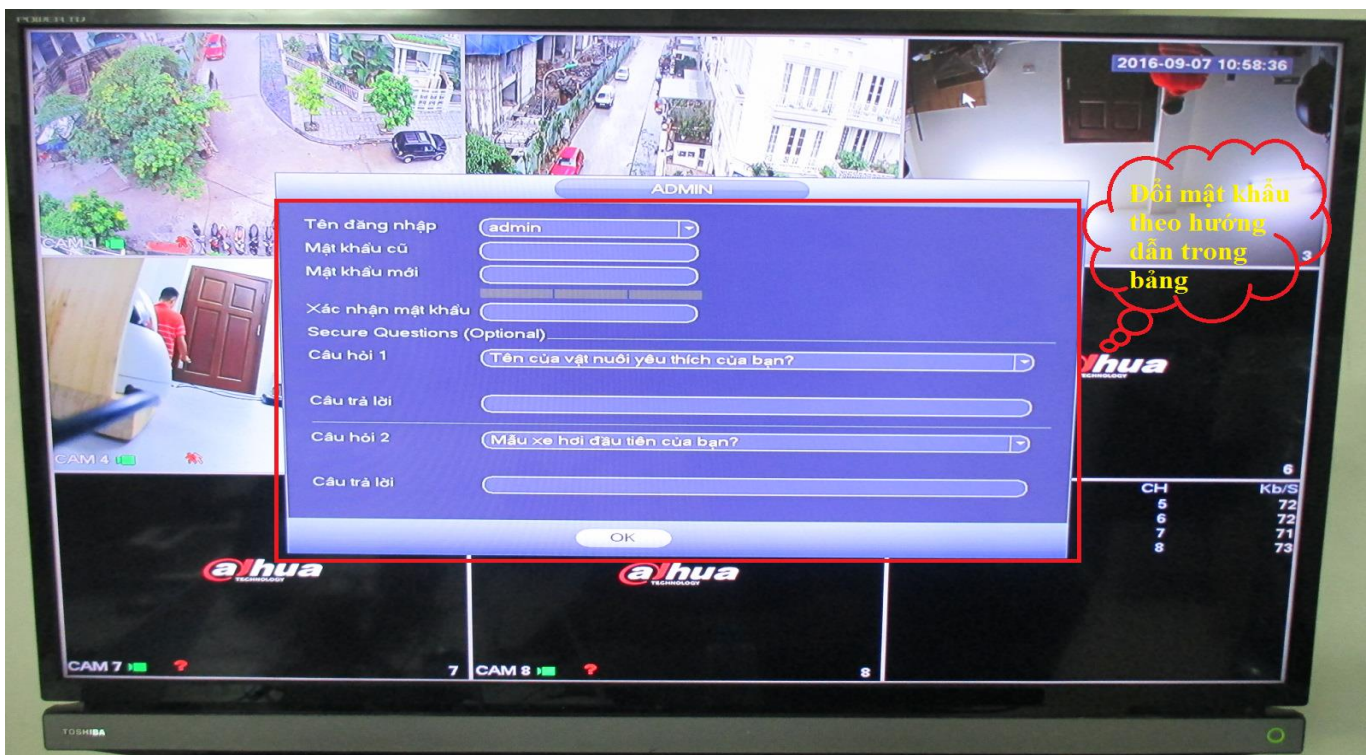 POWER TV
2016-09-07 10:58:36
ADMIN
Đổi mật khẩu
theo hướng
dẫn trong
bảng
Tên đăng nhập
admin
Mật khẩu cũ
Mật khẩu mới
Xác nhận mật khẩu
Secure Questions (Optional)
Câu hỏi 1
Tên của vật nuôi yêu thích của bạn?
Câu trả lời
Câu hỏi 2
Mẫu xe hơi đầu tiên của bạn?
Câu trả lời
OK
CAM 1
3
CAM 4
6
alhua
TECHNOLOGY
CH Kb/S
5 72
6 72
7 71
8 73
alhua
TECHNOLOGY
alhua
TECHNOLOGY
CAM 7 ?
7
CAM 8 ?
8
TOSHIBA